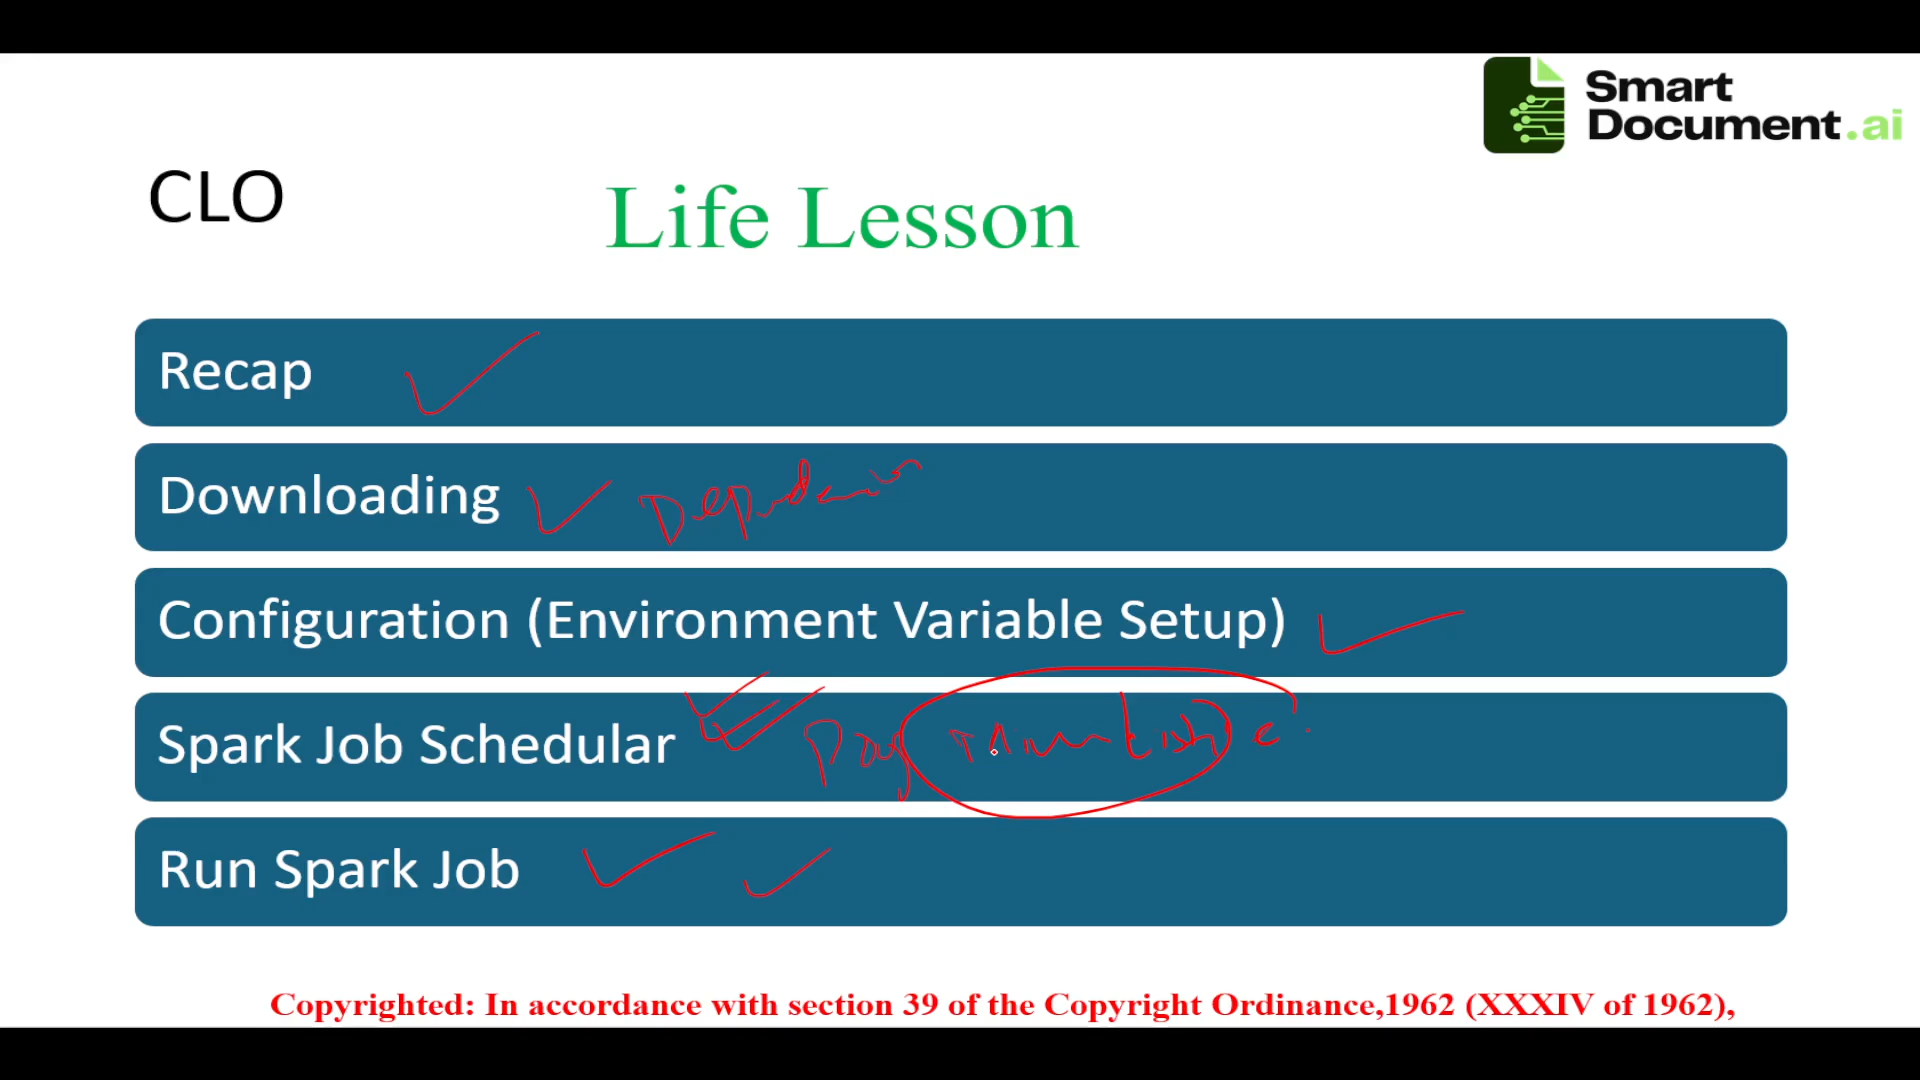 Smart
Document.ai
CLO
Life Lesson
Recap
Downloading
Configuration (Environment Variable Setup)
Spark Job Schedular
Run Spark Job
Copyrighted: In accordance with section 39 of the Copyright Ordinance,1962 (XXXIV of 1962),